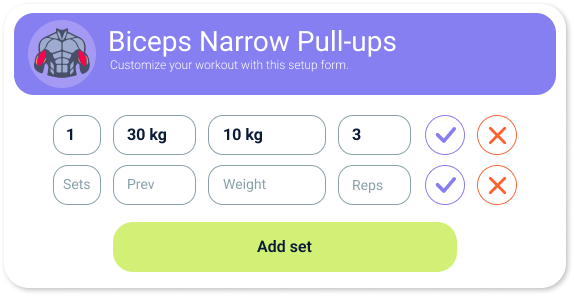 Biceps Narrow Pull-ups
Customize your workout with this setup form.
1 30 kg 10 kg 3
Sets Prev Weight Reps
Add set